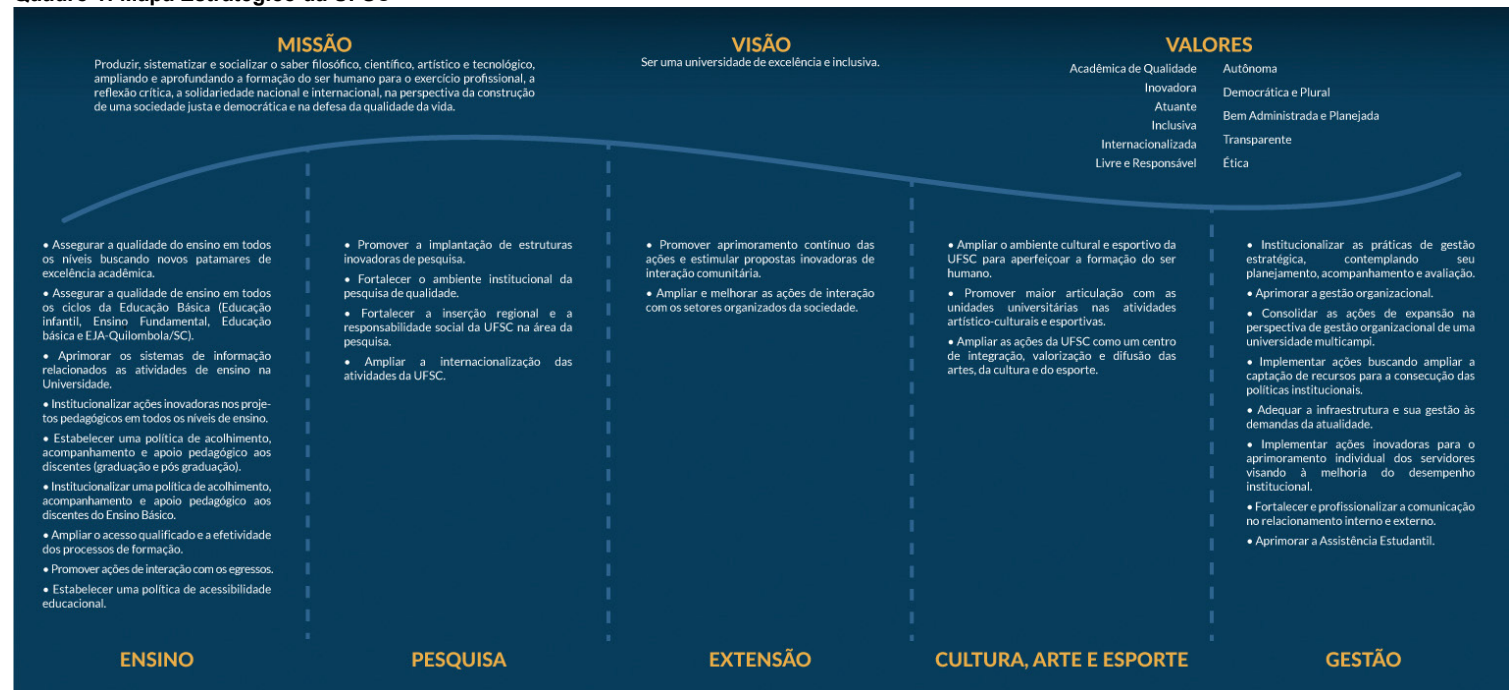 Quadro 1: Mapa Estratégico da UFSC
MISSÃO
Produzir, sistematizar e socializar o saber filosófico, científico, artístico e tecnológico,
ampliando e aprofundando a formação do ser humano para o exercício profissional, a
reflexão crítica, a solidariedade nacional e internacional, na perspectiva da construção
de uma sociedade justa e democrática e na defesa da qualidade da vida.
VISÃO
Ser uma universidade de excelência e inclusiva.
VALORES
Acadêmica de Qualidade
Inovadora
Atuante
Inclusiva
Internacionalizada
Livre e Responsável
Autônoma
Democrática e Plural
Bem Administrada e Planejada
Transparente
Ética
• Assegurar a qualidade do ensino em todos
os níveis buscando novos patamares de
excelência acadêmica.
• Assegurar a qualidade de ensino em todos
os ciclos da Educação Básica (Educação
infantil, Ensino Fundamental, Educação
básica e EJA-Quilombola/SC).
• Aprimorar os sistemas de informação
relacionados as atividades de ensino na
Universidade.
• Institucionalizar ações inovadoras nos proje-
tos pedagógicos em todos os níveis de ensino.
• Estabelecer uma política de acolhimento,
acompanhamento e apoio pedagógico aos
discentes (graduação e pós graduação).
• Institucionalizar uma política de acolhimento,
acompanhamento e apoio pedagógico aos
discentes do Ensino Básico.
• Ampliar o acesso qualificado e a efetividade
dos processos de formação.
• Promover ações de interação com os egressos.
• Estabelecer uma política de acessibilidade
educacional.
ENSINO
• Promover a implantação de estruturas
inovadoras de pesquisa.
• Fortalecer o ambiente institucional da
pesquisa de qualidade.
• Fortalecer a inserção regional e a
responsabilidade social da UFSC na área da
pesquisa.
• Ampliar a internacionalização das
atividades da UFSC.
PESQUISA
• Promover aprimoramento contínuo das
ações e estimular propostas inovadoras de
interação comunitária.
• Ampliar e melhorar as ações de interação
com os setores organizados da sociedade.
EXTENSÃO
• Ampliar o ambiente cultural e esportivo da
UFSC para aperfeiçoar a formação do ser
humano.
• Promover maior articulação com as
unidades universitárias nas atividades
artístico-culturais e esportivas.
• Ampliar as ações da UFSC como um centro
de integração, valorização e difusão das
artes, da cultura e do esporte.
CULTURA, ARTE E ESPORTE
• Institucionalizar as práticas de gestão
estratégica, contemplando seu
planejamento, acompanhamento e avaliação.
• Aprimorar a gestão organizacional.
• Consolidar as ações de expansão na
perspectiva de gestão organizacional de uma
universidade multicampi.
• Implementar ações buscando ampliar a
captação de recursos para a consecução das
políticas institucionais.
• Adequar a infraestrutura e sua gestão às
demandas da atualidade.
• Implementar ações inovadoras para o
aprimoramento individual dos servidores
visando à melhoria do desempenho
institucional.
• Fortalecer e profissionalizar a comunicação
no relacionamento interno e externo.
• Aprimorar a Assistência Estudantil.
GESTÃO